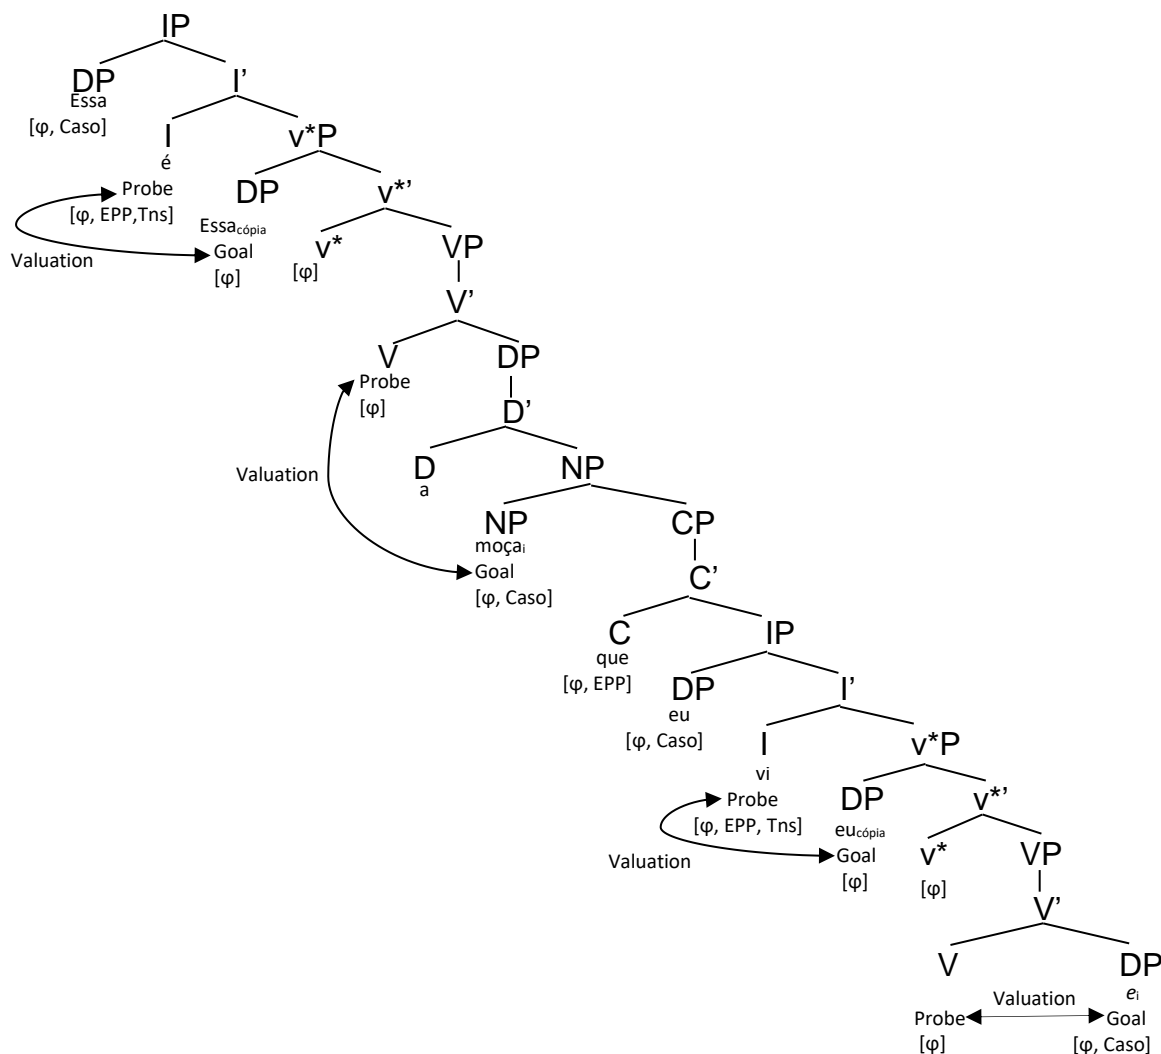 IP
DP
I’
Essa
[φ, Caso]
I
v*P
é
Probe
DP
v*’
[φ, EPP,Tns]
Essacópia
v*
VP
Valuation
Goal
[φ]
[φ]
V’
V
DP
Probe
[φ]
D’
Valuation
D
NP
a
NP
CP
moçai
Goal
C’
[φ, Caso]
C
IP
que
[φ, EPP]
DP
I’
eu
[φ, Caso]
I
v*P
vi
Probe
DP
v*’
[φ, EPP, Tns]
eucópia
v*
VP
Valuation
Goal
[φ]
[φ]
V’
V
DP
ei
Valuation
Probe
Goal
[φ]
[φ, Caso]